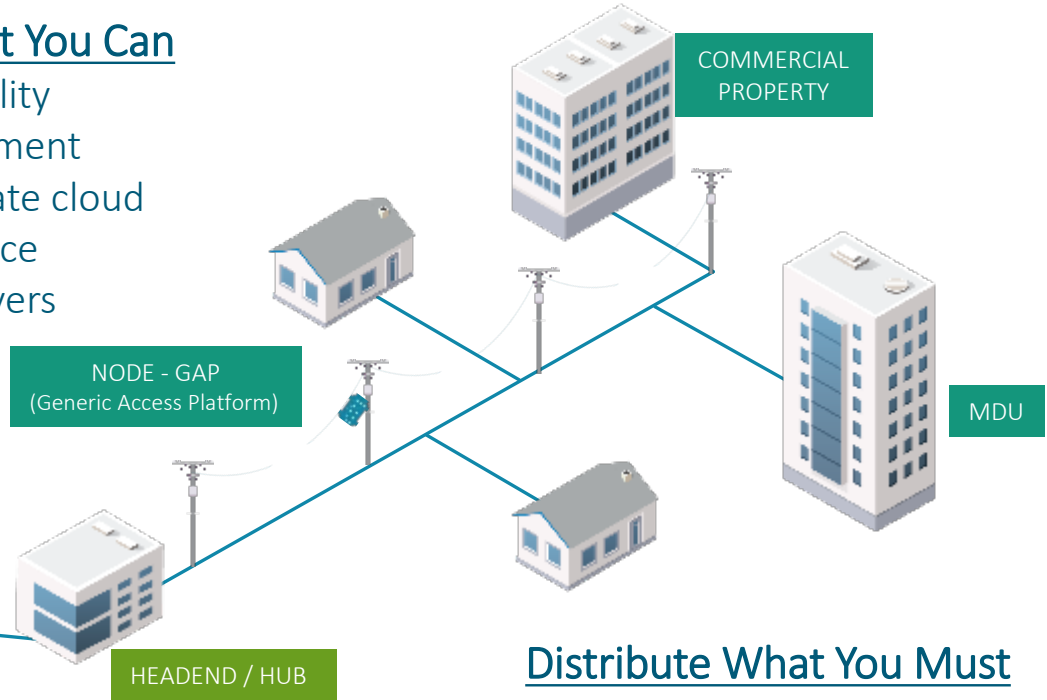 t You Can
lity
ment
ate cloud
ce
vers
COMMERCIAL
PROPERTY
NODE - GAP
(Generic Access Platform)
MDU
HEADEND / HUB
Distribute What You Must